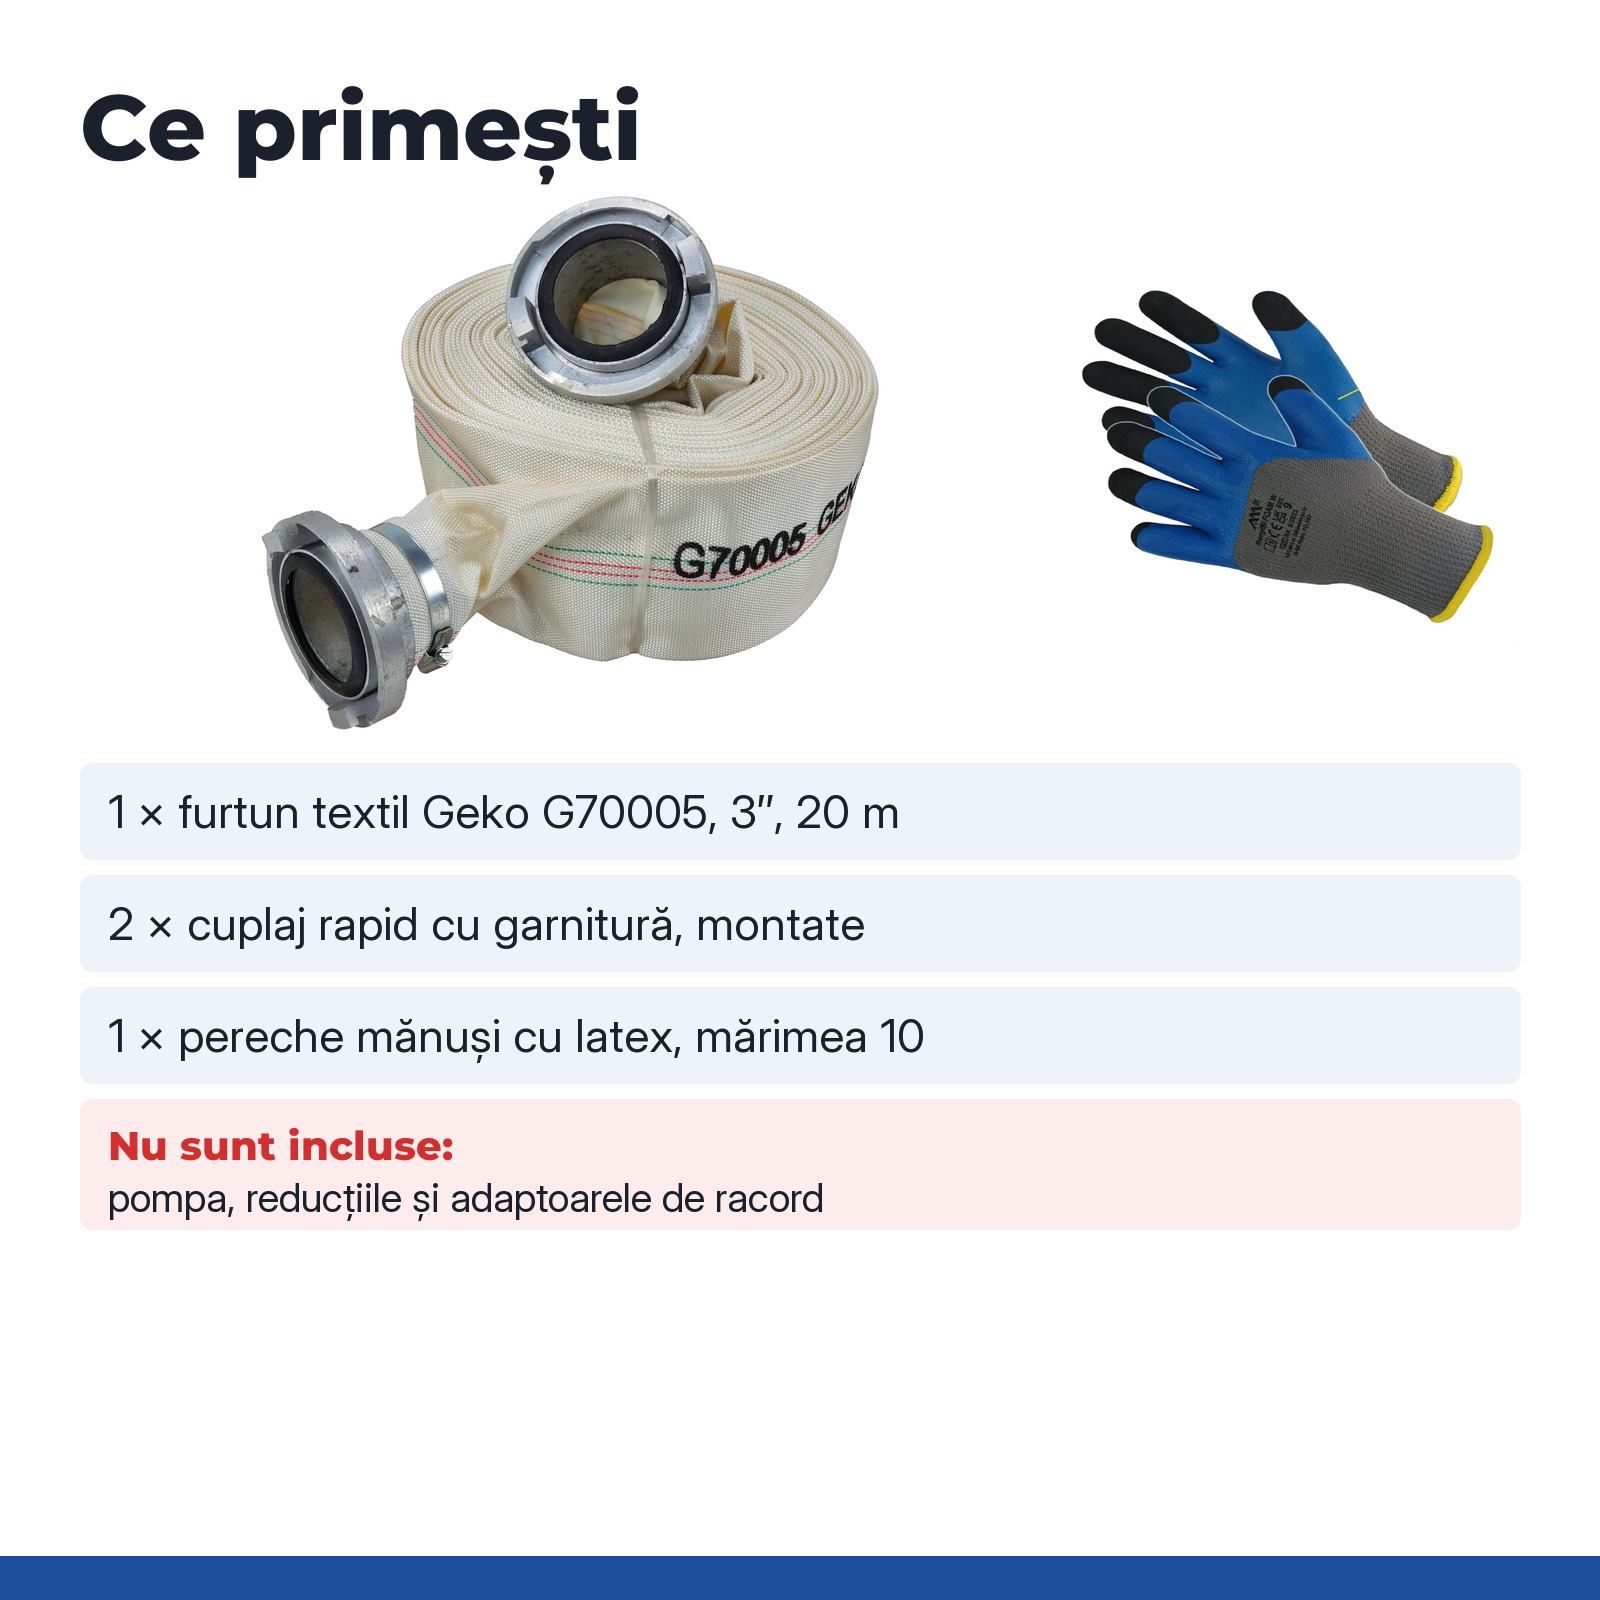 Ce primești
G70005 GEK
1 × furtun textil Geko G70005, 3″, 20 m
2 × cuplaj rapid cu garnitură, montate
1 × pereche mănuși cu latex, mărimea 10
Nu sunt incluse:
pompa, reducțiile și adaptoarele de racord